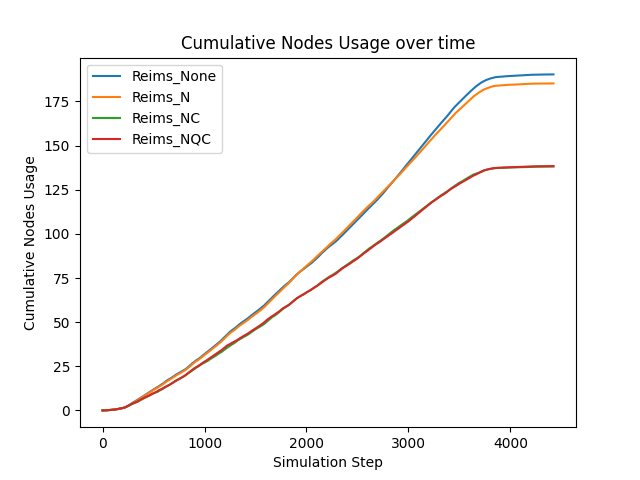 Cumulative Nodes Usage over time
Reims_None
Reims_N
Reims_NC
Reims_NQC
Cumulative Nodes Usage
175
150
125
100
75
50
25
0
0 1000 2000 3000 4000
Simulation Step